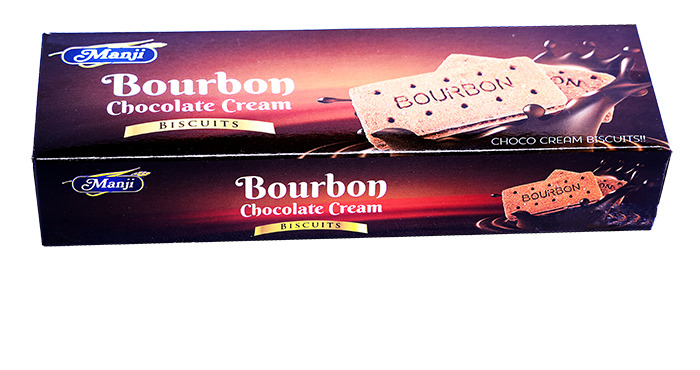 Manji
Bourbon
Chocolate Cream
BISCUITS
BOURBON
CHOCO CREAM BISCUITS!!
Manji
Bourbon
Chocolate Cream
BISCUITS
BOURBON